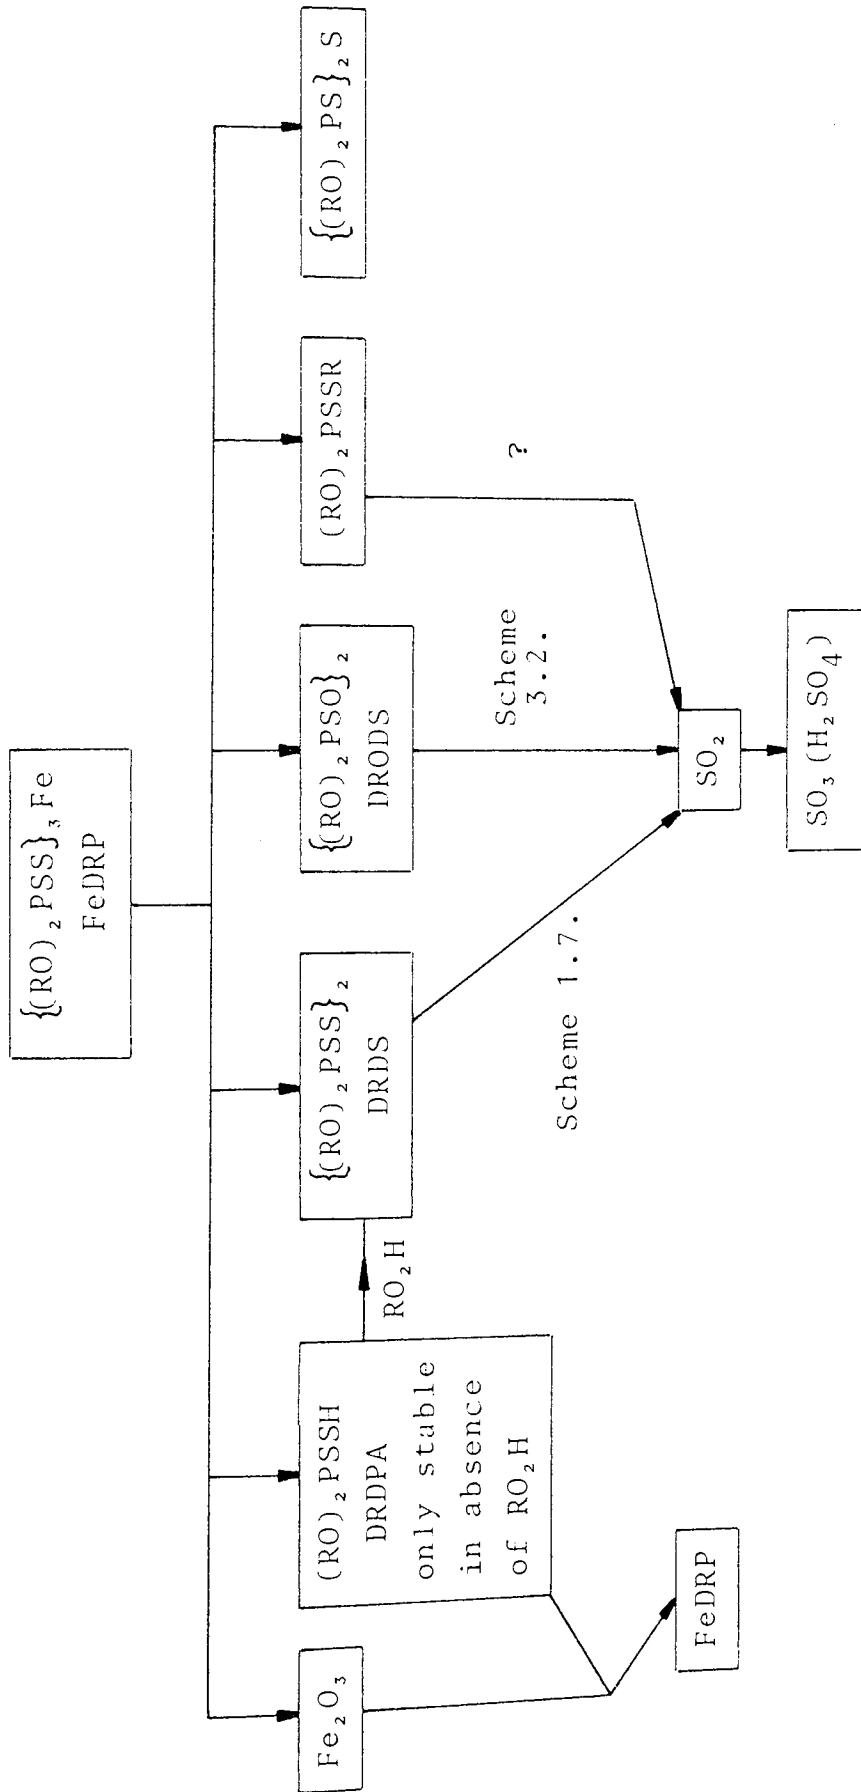 {(RO)₂PSS}₃Fe
FeDRP
Fe₂O₃
(RO)₂PSSH
DRDPA
only stable
in absence
of RO₂H
RO₂H
{(RO)₂PSS}₂
DRDS
{(RO)₂PSO}₂
DRODS
(RO)₂PSSR
{(RO)₂PS}₂S
Scheme 1.7.
Scheme
3.2.
?
FeDRP
SO₂
SO₃(H₂SO₄)